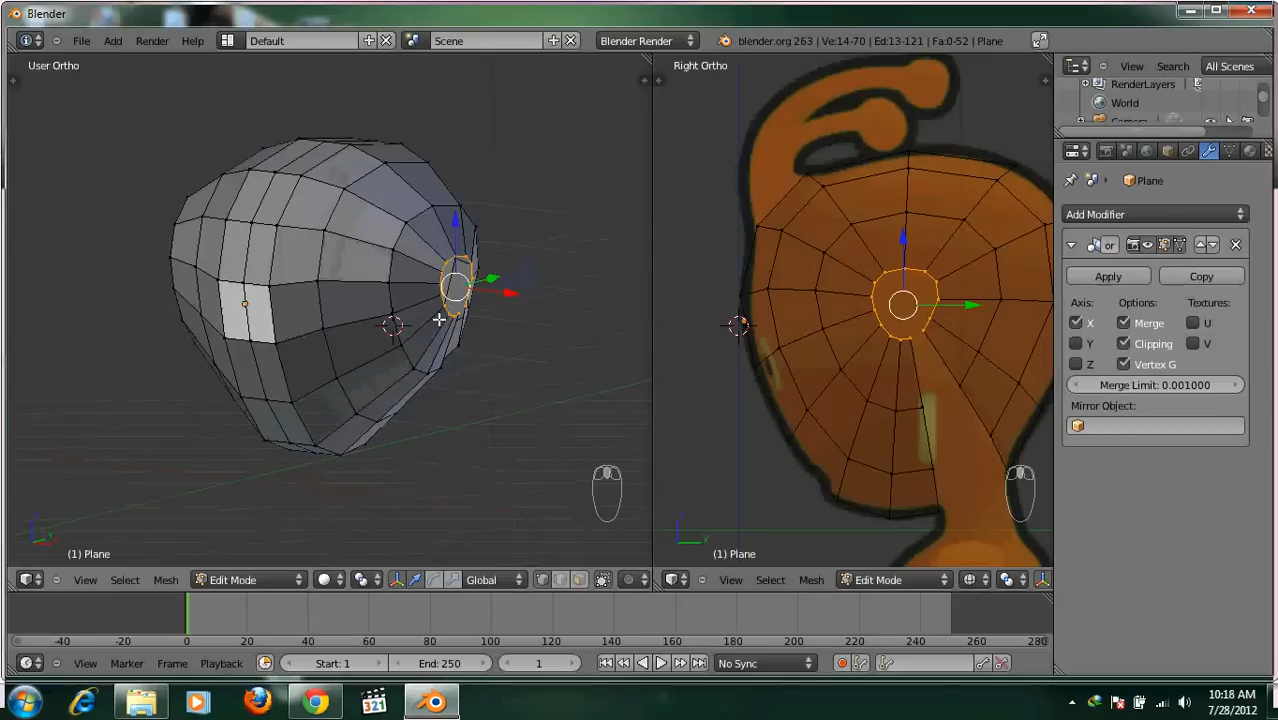 Blender
File Add Render Help Default Scene Blender Render blender.org 263 | Ve:14-70 | Ed:13-121 | Fa:0-52 | Plane
User Ortho
Right Ortho
View Search All Scenes
RenderLayers
World
Plane
Add Modifier
or
Apply Copy
Axis: Options: Textures:
X Merge U
Y Clipping V
Z Vertex G
Merge Limit: 0.001000
Mirror Object:
(1) Plane
(1) Plane
View Select Mesh Edit Mode Global
View Select Mesh Edit Mode
-40 -20 0 20 40 60 80 100 120 140 160 180 200 220 240 260 280
View Marker Frame Playback Start: 1 End: 250 1 No Sync
321
10:18 AM
7/28/2012